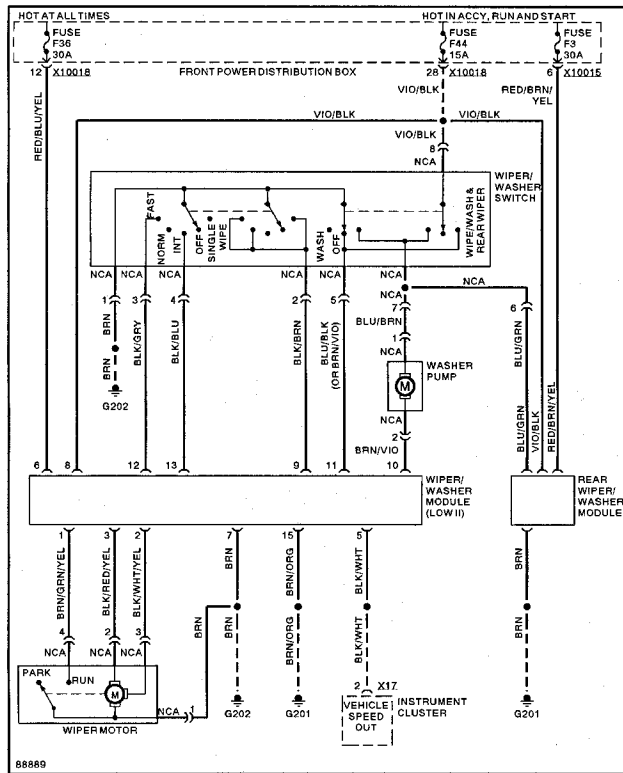 HOT AT ALL TIMES
HOT IN ACCY, RUN AND START
FUSE
F36
30A
FUSE
F44
15A
FUSE
F3
30A
12 X10018
FRONT POWER DISTRIBUTION BOX
28 X10018
6 X10015
RED/BLU/YEL
VIO/BLK
RED/BRN/
YEL
VIO/BLK
VIO/BLK
VIO/BLK
8
NCA
WIPER/
WASHER
SWITCH
FAST
NORM
INT
OFF
SINGLE
WIPE
WASH
OFF
WIPE/WASH &
REAR WIPER
NCA NCA NCA NCA NCA NCA
NCA
NCA
1 3 4 2 5 7 6
BRN
BRN
G202
BLK/GRY
BLK/BLU
BLK/BRN
BLU/BLK
(OR BRN/VIO)
BLU/BRN
BLU/GRN
1
NCA
WASHER
PUMP
M
NCA
2
BRN/VIO
BLU/GRN
VIO/BLK
RED/BRN/YEL
6 8 12 13 9 11 10
WIPER/
WASHER
MODULE
(LOW II)
REAR
WIPER/
WASHER
MODULE
1 3 2 7 15 5
BRN/GRN/YEL
BLK/RED/YEL
BLK/WHT/YEL
BRN
BRN/ORG
BLK/WHT
BRN
4 2 3
NCA NCA NCA
BRN
BRN
BRN/ORG
BLK/WHT
BRN
PARK
RUN
M
NCA 1
WIPER MOTOR
G202
G201
2 X17
VEHICLE
SPEED
OUT
INSTRUMENT
CLUSTER
G201
88889